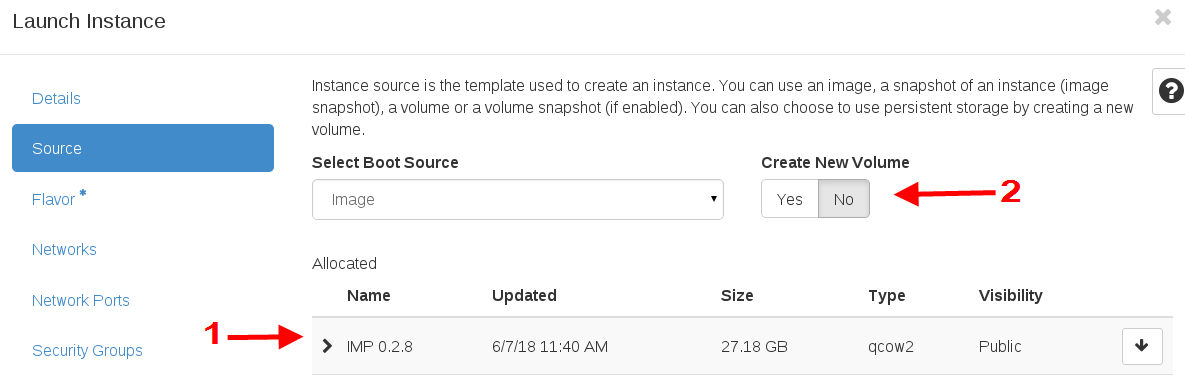 Launch Instance
Details
Source
Flavor *
Networks
Network Ports
Security Groups
Instance source is the template used to create an instance. You can use an image, a snapshot of an instance (image
snapshot), a volume or a volume snapshot (if enabled). You can also choose to use persistent storage by creating a new
volume.
Select Boot Source
Create New Volume
Image
Yes No
2
Allocated
Name Updated Size Type Visibility
1
IMP 0.2.8 6/7/18 11:40 AM 27.18 GB qcow2 Public